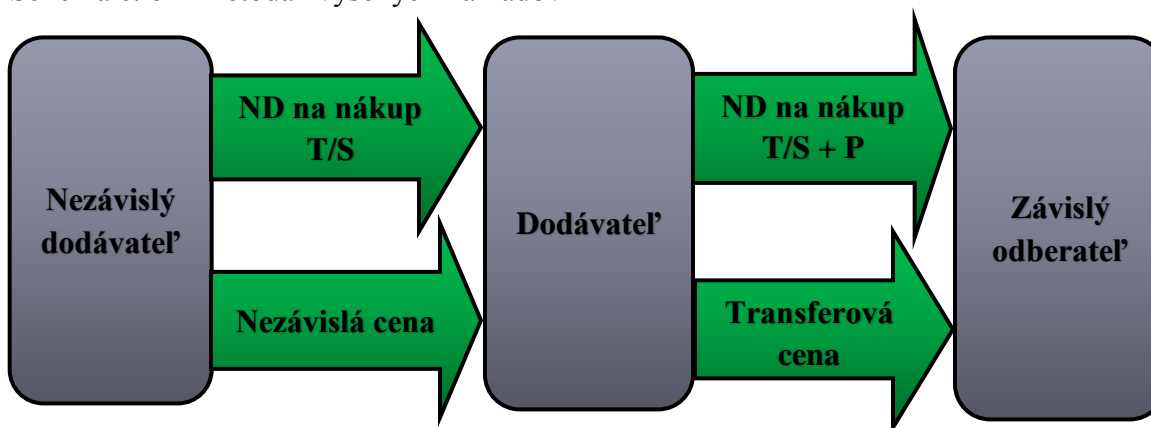 ND na nákup
T/S
ND na nákup
T/S + P
Nezávislý
dodávateľ
Dodávateľ
Závislý
odberateľ
Nezávislá cena
Transferová
cena